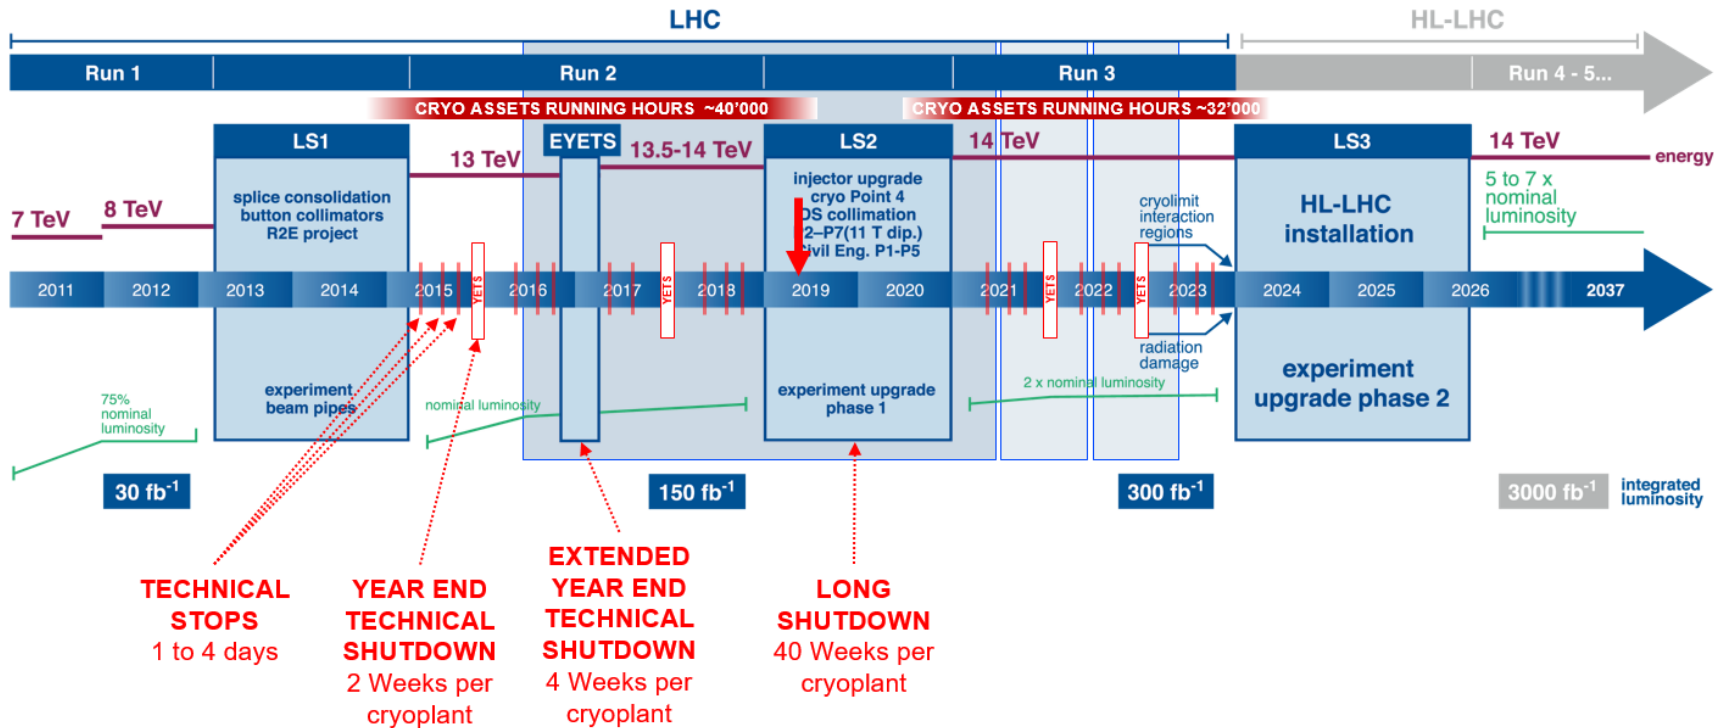 LHC
HL-LHC
Run 1
Run 2
Run 3
Run 4 - 5...
CRYO ASSETS RUNNING HOURS ~40'000
CRYO ASSETS RUNNING HOURS ~32'000
LS1
EYETS
LS2
LS3
13 TeV
13.5-14 TeV
14 TeV
14 TeV
energy
7 TeV
8 TeV
splice consolidation
button collimators
R2E project
injector upgrade
cryo Point 4
DS collimation
P2–P7(11 T dip.)
Civil Eng. P1-P5
cryolimit
interaction
regions
HL-LHC
installation
5 to 7 x
nominal
luminosity
2011
2012
2013
2014
2015
YETS
2016
2017
YETS
2018
2019
2020
2021
YETS
2022
YETS
2023
2024
2025
2026
2037
radiation
damage
experiment
beam pipes
experiment upgrade
phase 1
experiment
upgrade phase 2
75%
nominal
luminosity
nominal luminosity
2 x nominal luminosity
30 fb-1
150 fb-1
300 fb-1
3000 fb-1
integrated
luminosity
TECHNICAL
STOPS
1 to 4 days
YEAR END
TECHNICAL
SHUTDOWN
2 Weeks per
cryoplant
EXTENDED
YEAR END
TECHNICAL
SHUTDOWN
4 Weeks per
cryoplant
LONG
SHUTDOWN
40 Weeks per
cryoplant